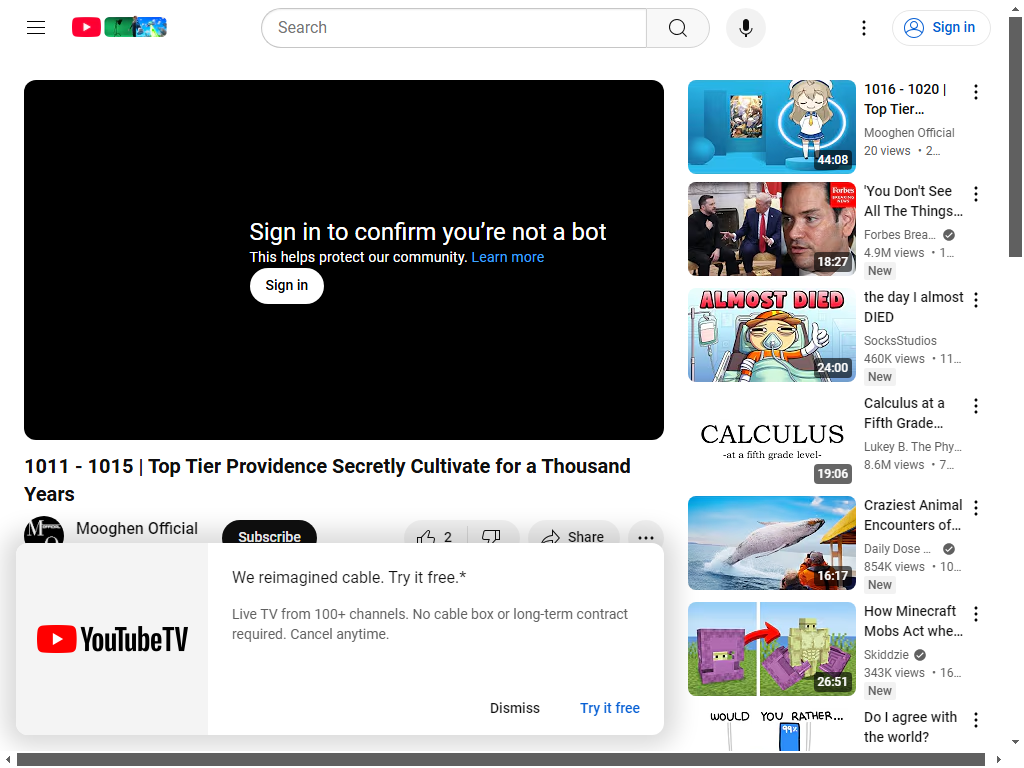 Search
Sign in
Sign in to confirm you’re not a bot
This helps protect our community. Learn more
Sign in
1011 - 1015 | Top Tier Providence Secretly Cultivate for a Thousand
Years
Mooghen Official
Subscribe
2
Share
YouTubeTV
We reimagined cable. Try it free.*
Live TV from 100+ channels. No cable box or long-term contract
required. Cancel anytime.
Dismiss
Try it free
44:08
1016 - 1020 |
Top Tier…
Mooghen Official
20 views • 2…
Forbes
BREAKING
NEWS
18:27
'You Don't See
All The Things…
Forbes Brea…
4.9M views • 1…
New
ALMOST DIED
24:00
the day I almost
DIED
SocksStudios
460K views • 11…
New
CALCULUS
-at a fifth grade level-
19:06
Calculus at a
Fifth Grade…
Lukey B. The Phy…
8.6M views • 7…
16:17
Craziest Animal
Encounters of…
Daily Dose …
854K views • 10…
New
26:51
How Minecraft
Mobs Act whe…
Skiddzie
343K views • 16…
New
WOULD YOU RATHER...
99%
Do I agree with
the world?